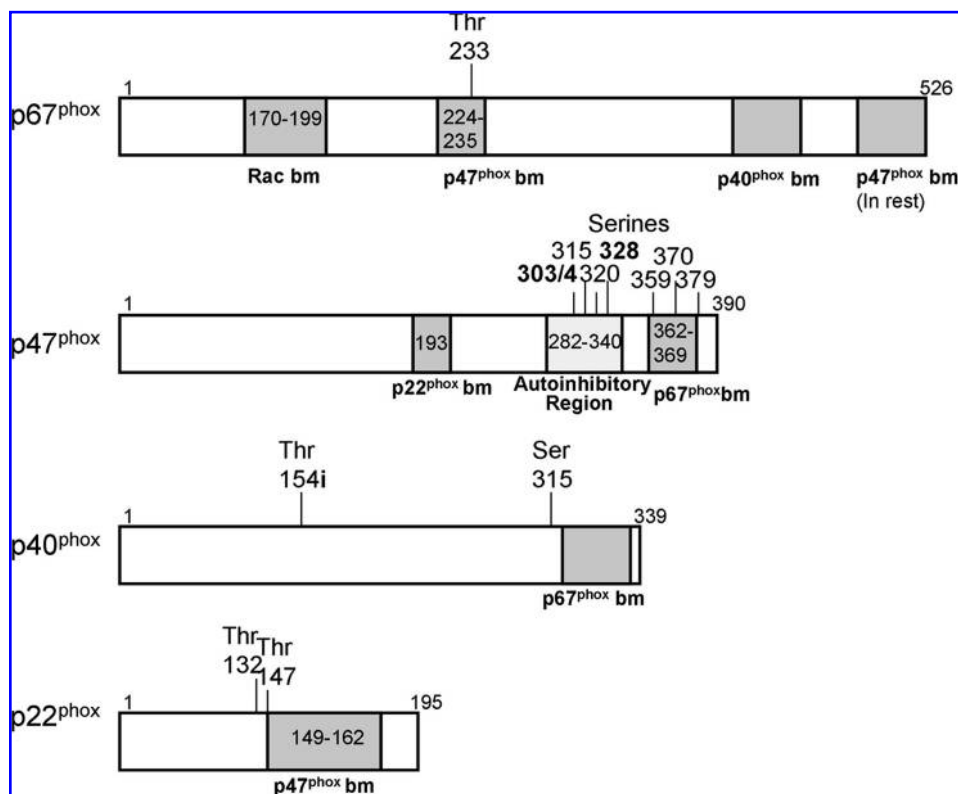 Thr
233
1
526
p67phox
170-199
224-
235
Rac bm
p47phox bm
p40phox bm
p47phox bm
(In rest)
Serines
315 328 370
303/4 320 359 379
1
390
p47phox
193
282-340
362-
369
p22phox bm
Autoinhibitory
Region
p67phoxbm
Thr
154i
Ser
315
1
339
p40phox
p67phox bm
Thr
132
Thr
147
1
195
p22phox
149-162
p47phox bm